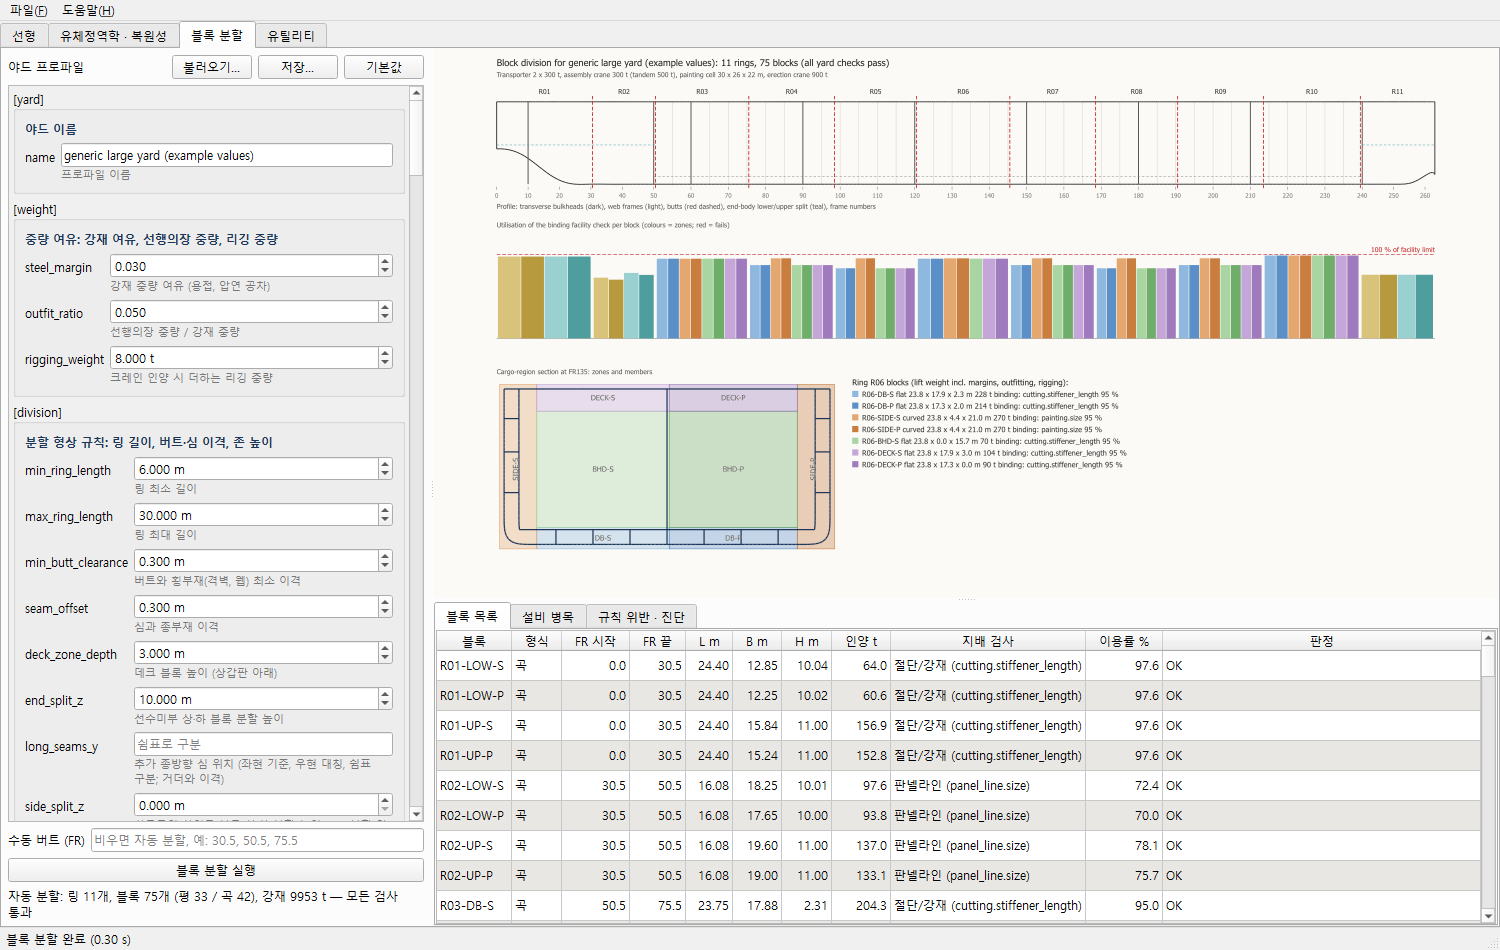 파일(F) 도움말(H)
선형 유체정역학 · 복원성 블록 분할 유틸리티
야드 프로파일 불러오기... 저장... 기본값
[yard]
야드 이름
name generic large yard (example values)
프로파일 이름
[weight]
중량 여유: 강재 여유, 선행의장 중량, 리깅 중량
steel_margin 0.030
강재 중량 여유 (용접, 압연 공차)
outfit_ratio 0.050
선행의장 중량 / 강재 중량
rigging_weight 8.000 t
크레인 인양 시 더하는 리깅 중량
[division]
분할 형상 규칙: 링 길이, 버트·심 이격, 존 높이
min_ring_length 6.000 m
링 최소 길이
max_ring_length 30.000 m
링 최대 길이
min_butt_clearance 0.300 m
버트와 횡부재(격벽, 웹) 최소 이격
seam_offset 0.300 m
심과 종부재 이격
deck_zone_depth 3.000 m
데크 블록 높이 (상갑판 아래)
end_split_z 10.000 m
선수미부 상·하 블록 분할 높이
long_seams_y 쉼표로 구분
추가 종방향 심 위치 (좌현 기준, 우현 대칭, 쉼표
구분; 거더와 이격)
side_split_z 0.000 m
수동 버트 (FR) 비우면 자동 분할, 예: 30.5, 50.5, 75.5
블록 분할 실행
자동 분할: 링 11개, 블록 75개 (평 33 / 곡 42), 강재 9953 t — 모든 검사
통과
블록 분할 완료 (0.30 s)
Block division for generic large yard (example values): 11 rings, 75 blocks (all yard checks pass)
Transporter 2 x 300 t, assembly crane 300 t (tandem 500 t), painting cell 30 x 26 x 22 m, erection crane 900 t
R01 R02 R03 R04 R05 R06 R07 R08 R09 R10 R11
0 10 20 30 40 50 60 70 80 90 100 110 120 130 140 150 160 170 180 190 200 210 220 230 240 250 260
Profile: transverse bulkheads (dark), web frames (light), butts (red dashed), end-body lower/upper split (teal), frame numbers
Utilisation of the binding facility check per block (colours = zones; red = fails)
100 % of facility limit
Cargo-region section at FR135: zones and members
DECK-S DECK-P
SIDE-S BHD-S BHD-P SIDE-P
DB-S DB-P
Ring R06 blocks (lift weight incl. margins, outfitting, rigging):
R06-DB-S flat 23.8 x 17.9 x 2.3 m 228 t binding: cutting.stiffener_length 95 %
R06-DB-P flat 23.8 x 17.3 x 2.0 m 214 t binding: cutting.stiffener_length 95 %
R06-SIDE-S curved 23.8 x 4.4 x 21.0 m 270 t binding: painting.size 95 %
R06-SIDE-P curved 23.8 x 4.4 x 21.0 m 270 t binding: painting.size 95 %
R06-BHD-S flat 23.8 x 0.0 x 15.7 m 70 t binding: cutting.stiffener_length 95 %
R06-DECK-S flat 23.8 x 17.9 x 3.0 m 104 t binding: cutting.stiffener_length 95 %
R06-DECK-P flat 23.8 x 17.3 x 0.0 m 90 t binding: cutting.stiffener_length 95 %
블록 목록 설비 병목 규칙 위반 · 진단
블록 형식 FR 시작 FR 끝 L m B m H m 인양 t 지배 검사 이용률 % 판정
R01-LOW-S 곡 0.0 30.5 24.40 12.85 10.04 64.0 절단/강재 (cutting.stiffener_length) 97.6 OK
R01-LOW-P 곡 0.0 30.5 24.40 12.25 10.02 60.6 절단/강재 (cutting.stiffener_length) 97.6 OK
R01-UP-S 곡 0.0 30.5 24.40 15.84 11.00 156.9 절단/강재 (cutting.stiffener_length) 97.6 OK
R01-UP-P 곡 0.0 30.5 24.40 15.24 11.00 152.8 절단/강재 (cutting.stiffener_length) 97.6 OK
R02-LOW-S 곡 30.5 50.5 16.08 18.25 10.01 97.6 판넬라인 (panel_line.size) 72.4 OK
R02-LOW-P 곡 30.5 50.5 16.08 17.65 10.00 93.8 판넬라인 (panel_line.size) 70.0 OK
R02-UP-S 곡 30.5 50.5 16.08 19.60 11.00 137.0 판넬라인 (panel_line.size) 78.1 OK
R02-UP-P 곡 30.5 50.5 16.08 19.00 11.00 133.1 판넬라인 (panel_line.size) 75.7 OK
R03-DB-S 곡 50.5 75.5 23.75 17.88 2.31 204.3 절단/강재 (cutting.stiffener_length) 95.0 OK